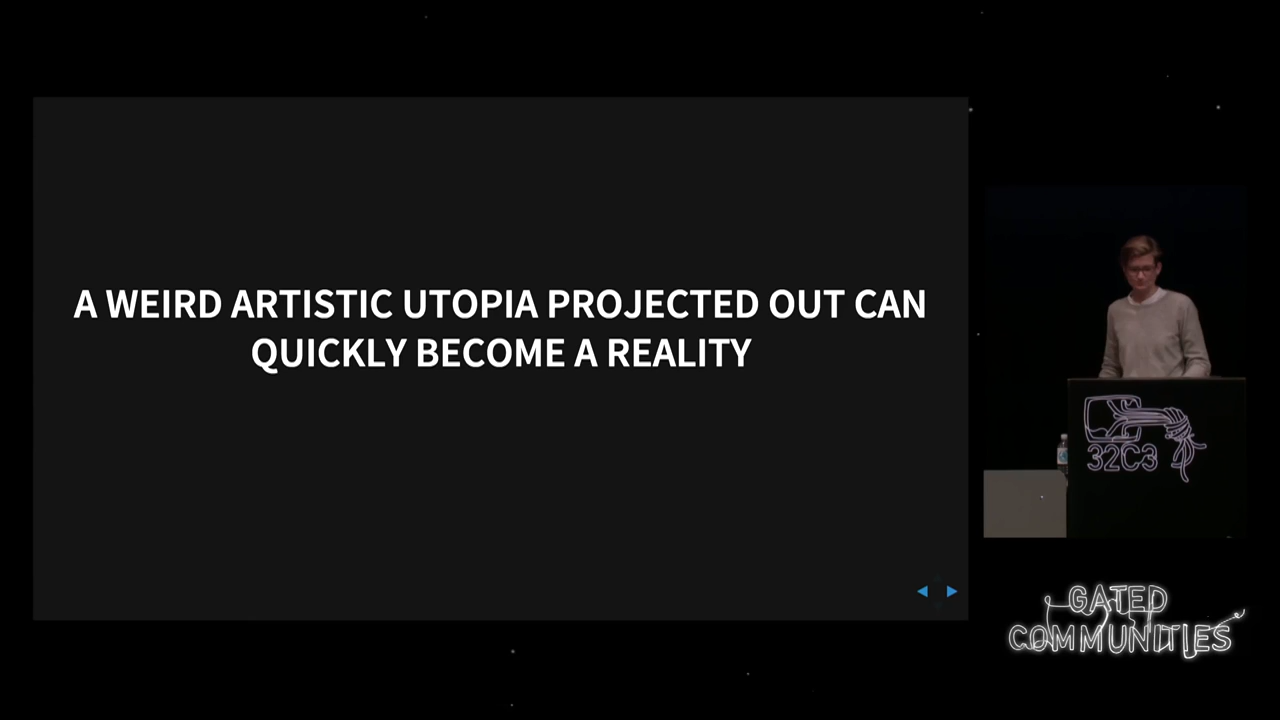 A WEIRD ARTISTIC UTOPIA PROJECTED OUT CAN
QUICKLY BECOME A REALITY
32C3
GATED
COMMUNITIES